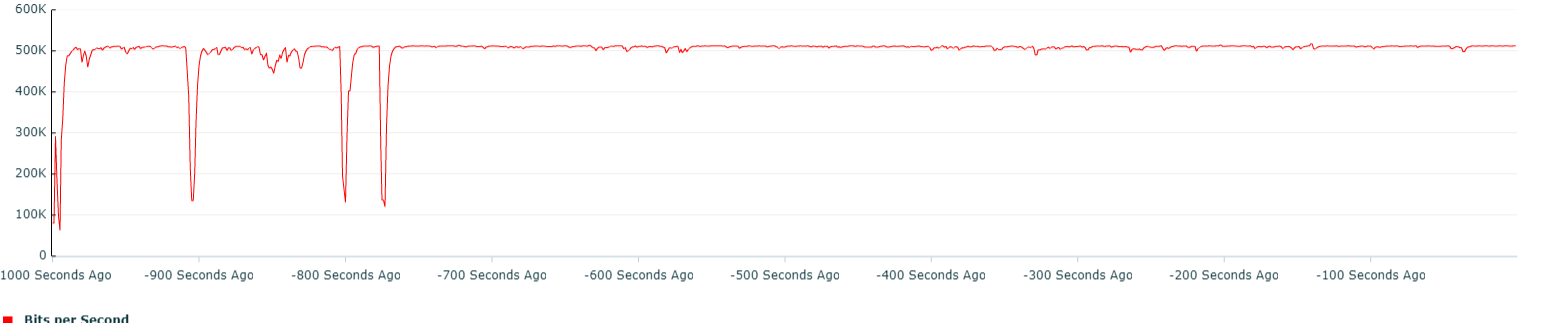 600K
500K
400K
300K
200K
100K
0
1000 Seconds Ago -900 Seconds Ago -800 Seconds Ago -700 Seconds Ago -600 Seconds Ago -500 Seconds Ago -400 Seconds Ago -300 Seconds Ago -200 Seconds Ago -100 Seconds Ago
Bits per Second